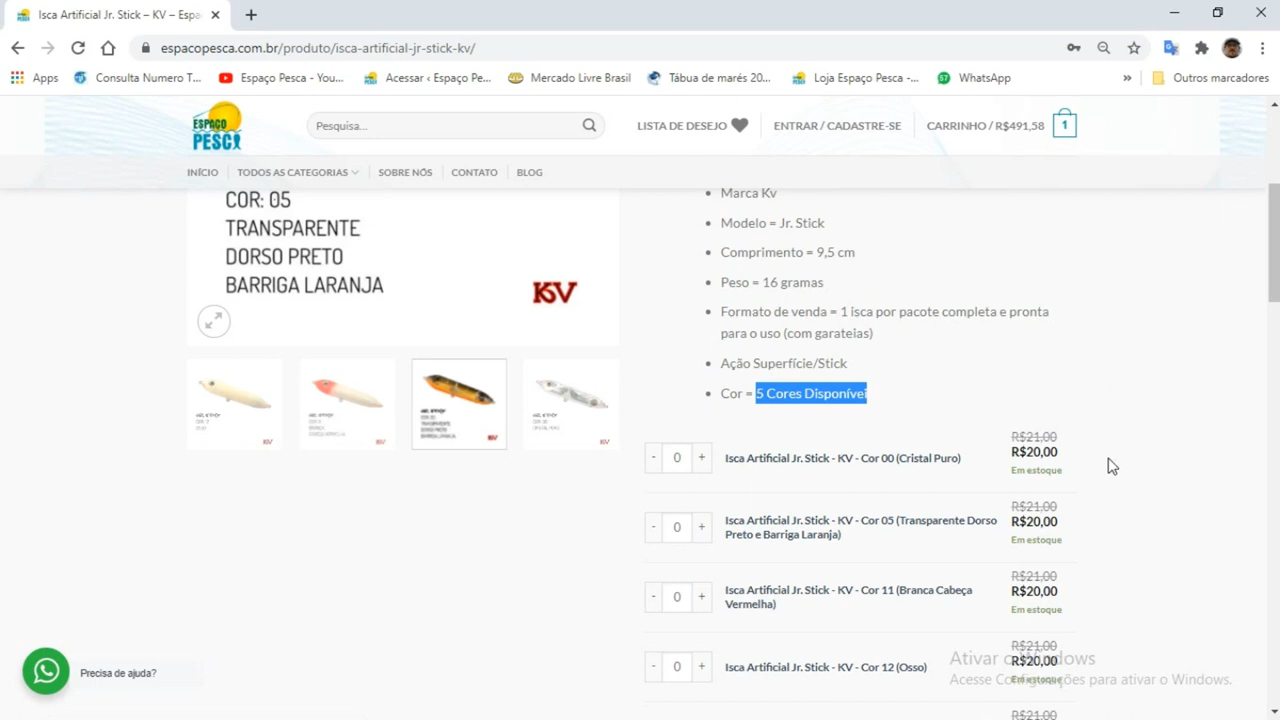 Isca Artificial Jr. Stick – KV – Espa
espacopesca.com.br/produto/isca-artificial-jr-stick-kv/
Apps Consulta Numero T... Espaço Pesca - You... Acessar ‹ Espaço Pe... Mercado Livre Brasil Tábua de marés 20... Loja Espaço Pesca -... WhatsApp » Outros marcadores
ESPAÇO
PESCA
Pesquisa...
LISTA DE DESEJO
ENTRAR / CADASTRE-SE
CARRINHO / R$491,58
1
INÍCIO TODOS AS CATEGORIAS SOBRE NÓS CONTATO BLOG
COR: 05
TRANSPARENTE
DORSO PRETO
BARRIGA LARANJA
KV
Marca Kv
Modelo = Jr. Stick
Comprimento = 9,5 cm
Peso = 16 gramas
Formato de venda = 1 isca por pacote completa e pronta
para o uso (com garateias)
Ação Superfície/Stick
Cor = 5 Cores Disponívei
- 0 + Isca Artificial Jr. Stick - KV - Cor 00 (Cristal Puro)
R$21,00
R$20,00
Em estoque
- 0 + Isca Artificial Jr. Stick - KV - Cor 05 (Transparente Dorso
Preto e Barriga Laranja)
R$21,00
R$20,00
Em estoque
- 0 + Isca Artificial Jr. Stick - KV - Cor 11 (Branca Cabeça
Vermelha)
R$21,00
R$20,00
Em estoque
- 0 + Isca Artificial Jr. Stick - KV - Cor 12 (Osso)
R$21,00
R$20,00
Em estoque
R$21,00
Ativar o Windows
Acesse Configurações para ativar o Windows.
Precisa de ajuda?